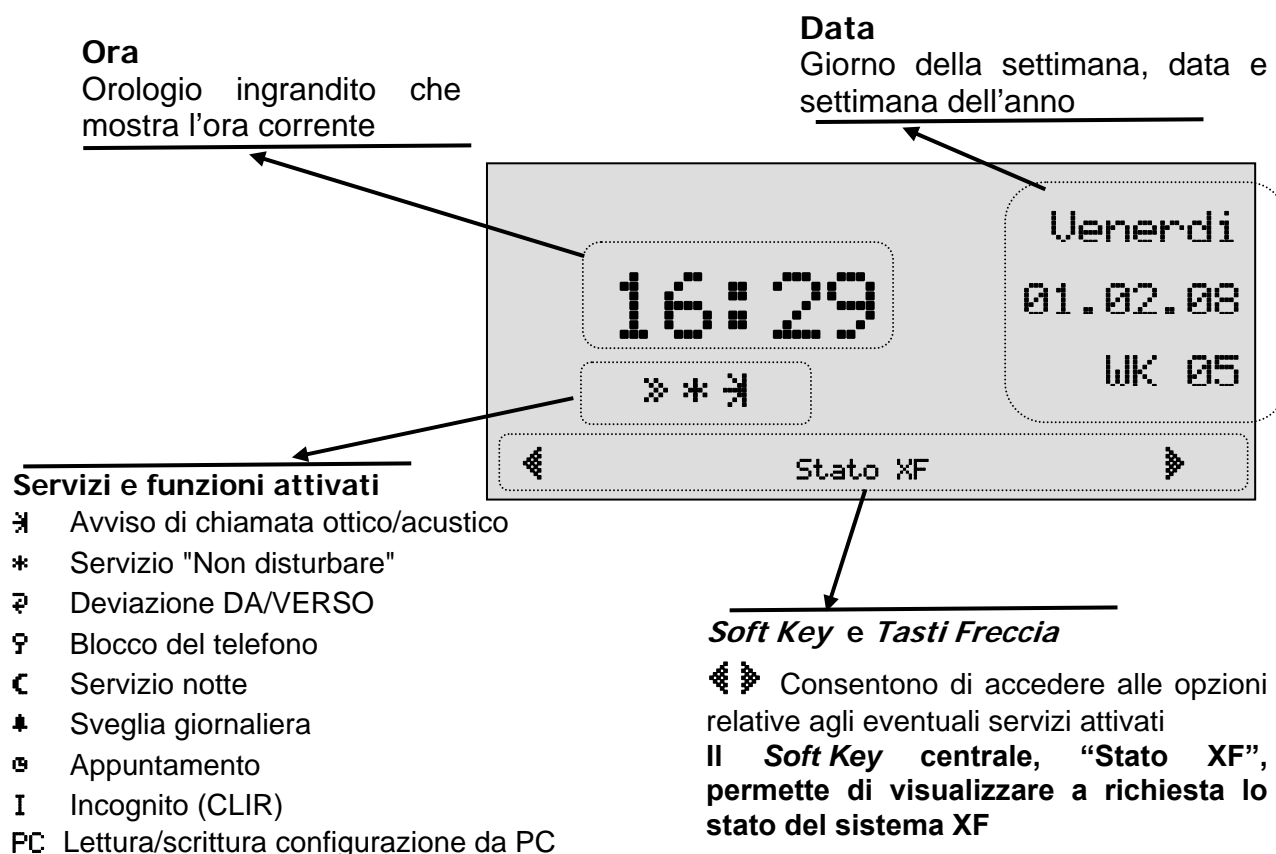 Ora
Orologio ingrandito che
mostra l'ora corrente
Data
Giorno della settimana, data e
settimana dell'anno
16:29
Venerdi
01.02.08
WK 05
»*
Stato XF
Servizi e funzioni attivati
Avviso di chiamata ottico/acustico
* Servizio "Non disturbare"
Deviazione DA/VERSO
Blocco del telefono
Servizio notte
Sveglia giornaliera
Appuntamento
I Incognito (CLIR)
PC Lettura/scrittura configurazione da PC
Soft Key e Tasti Freccia
Consentono di accedere alle opzioni
relative agli eventuali servizi attivati
Il Soft Key centrale, “Stato XF”,
permette di visualizzare a richiesta lo
stato del sistema XF